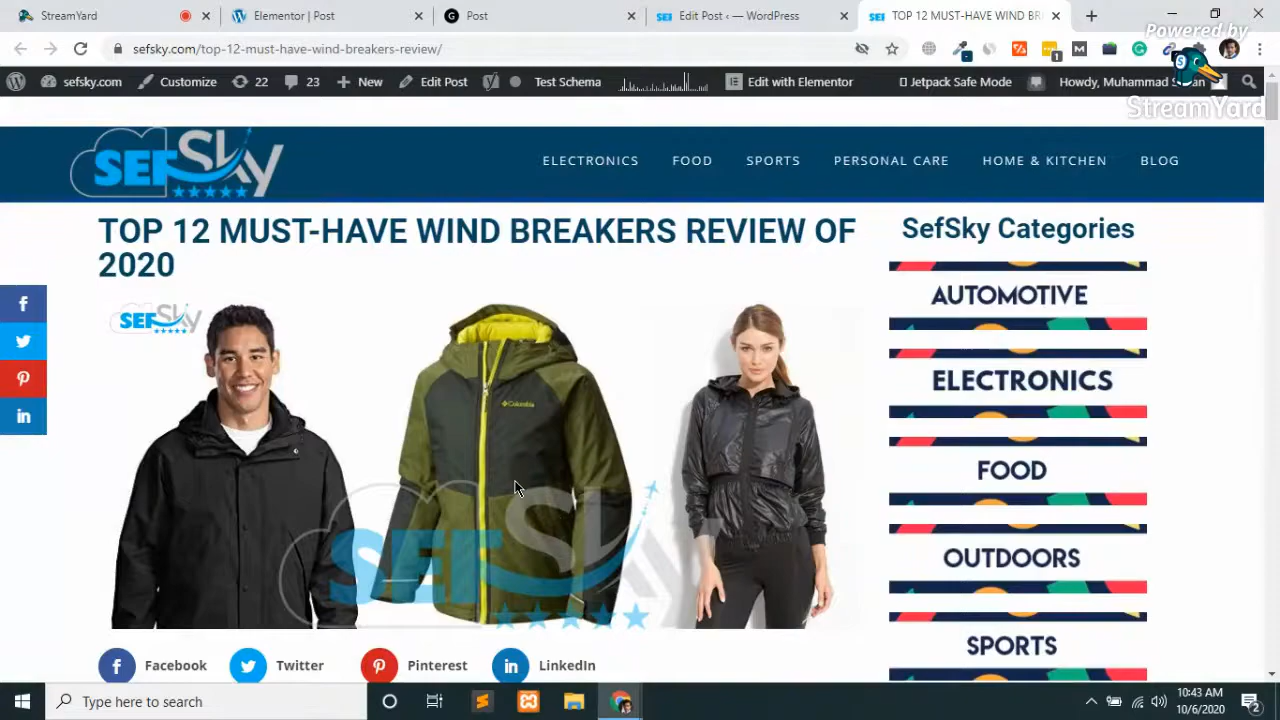 StreamYard
Elementor | Post
Post
Edit Post ‹ — WordPress
TOP 12 MUST-HAVE WIND BR
Powered by
StreamYard
sefsky.com/top-12-must-have-wind-breakers-review/
sefsky.com
Customize
22
23
New
Edit Post
Test Schema
Edit with Elementor
Jetpack Safe Mode
Howdy, Muhammad
SEFSky
ELECTRONICS
FOOD
SPORTS
PERSONAL CARE
HOME & KITCHEN
BLOG
TOP 12 MUST-HAVE WIND BREAKERS REVIEW OF
2020
SefSky Categories
AUTOMOTIVE
ELECTRONICS
FOOD
OUTDOORS
SPORTS
SEFSky
Columbia
SEFSky
Facebook
Twitter
Pinterest
LinkedIn
Type here to search
10:43 AM
10/6/2020
2